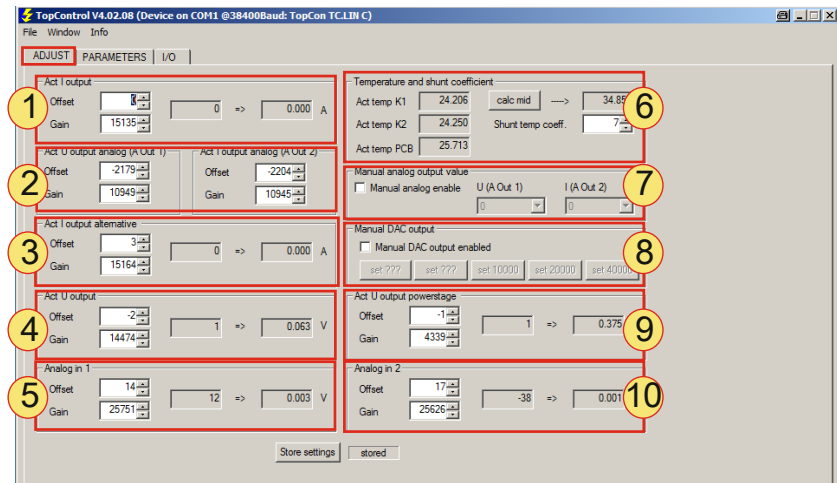 TopControl V4.02.08 (Device on COM1 @38400Baud: TopCon TC.LIN C)
File Window Info
ADJUST PARAMETERS I/O
Act I output
1
Offset
Gain 15135 0 => 0.000 A
Act U output analog (A Out 1) Act I output analog (A Out 2)
2
Offset -2179 Offset -2204
Gain 10949 Gain 10945
Act I output alternative
3
Offset 3
Gain 15164 0 => 0.000 A
Act U output
4
Offset -2
Gain 14474 1 => 0.063 V
Analog in 1
5
Offset 14
Gain 25751 12 => 0.003 V
Temperature and shunt coefficient
6
Act temp K1 24.206 calc mid ----> 34.85
Act temp K2 24.250 Shunt temp coeff. 7
Act temp PCB 25.713
Manual analog output value
7
Manual analog enable U (A Out 1) I (A Out 2)
0 0
Manual DAC output
8
Manual DAC output enabled
set ??? set ??? set 10000 set 20000 set 40000
Act U output powerstage
9
Offset -1
Gain 4339 1 => 0.375
Analog in 2
10
Offset 17
Gain 25626 -38 => 0.001
Store settings stored